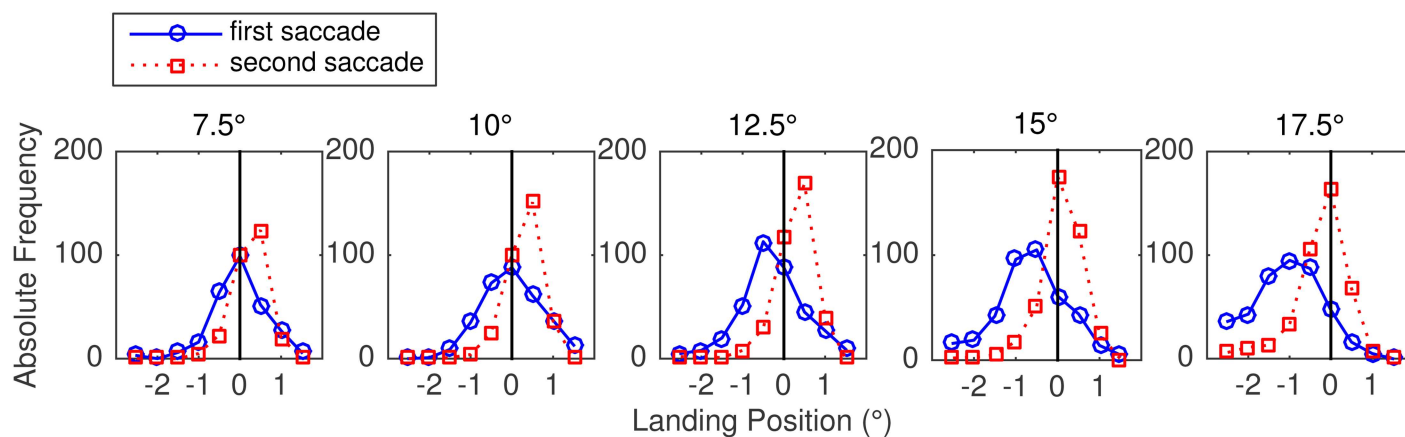 first saccade
second saccade
7.5° 10° 12.5° 15° 17.5°
Absolute Frequency
200 200 200 200 200
100 100 100 100 100
0 0 0 0 0
-2 -1 0 1 -2 -1 0 1 -2 -1 0 1 -2 -1 0 1 -2 -1 0 1
Landing Position (°)